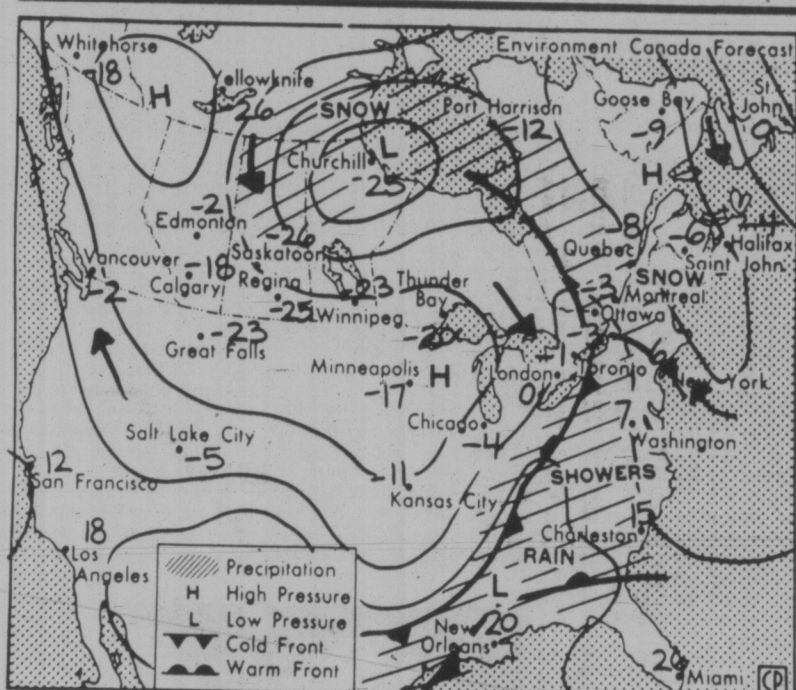 Environment Canada Forecast
Whitehorse
-18
H
Yellowknife
-26
SNOW
Port Harrison
-12
Goose Bay
-9
St.
John
9
L
Churchill
-25
H
-2
Edmonton
-26
Saskatoon
-8
Quebec
-6
Saint
John
-4
Halifax
Vancouver
-2
-18
Calgary
Regina
-25
-23
Winnipeg
Thunder
Bay
-2
SNOW
-3
Montreal
Ottawa
-3
-23
Great Falls
Minneapolis
-17
H
+1
London
0
Toronto
6
New York
Chicago
-4
7
Washington
Salt Lake City
-5
-11
Kansas City
SHOWERS
12
San Francisco
15
Charleston
RAIN
18
Los
Angeles
L
20
New
Orleans
Miami
Precipitation
H High Pressure
L Low Pressure
Cold Front
Warm Front
CP